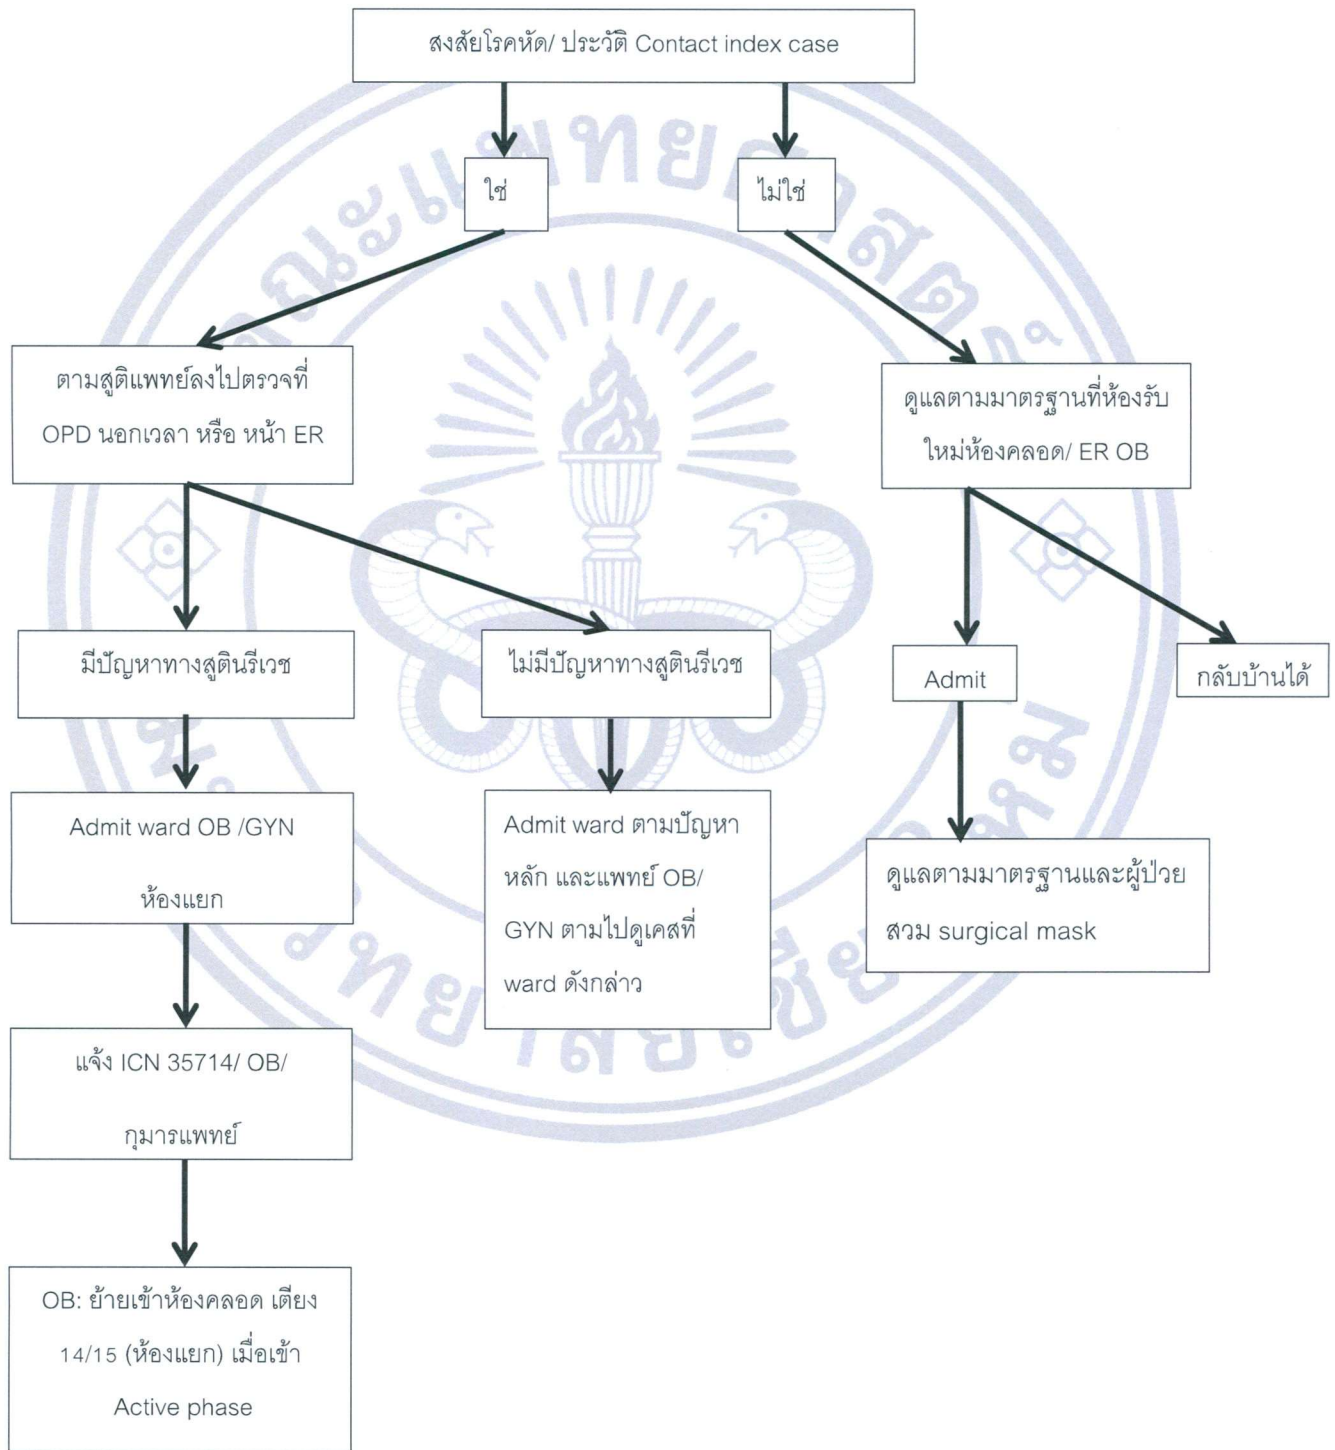 สงสัยโรคหัด/ ประวัติ Contact index case
ใช่
ไม่ใช่
ตามสูติแพทย์ลงไปตรวจที่
OPD นอกเวลา หรือ หน้า ER
ดูแลตามมาตรฐานที่ห้องรับ
ใหม่ห้องคลอด/ ER OB
มีปัญหาทางสูตินรีเวช
ไม่มีปัญหาทางสูตินรีเวช
Admit
กลับบ้านได้
Admit ward OB /GYN
ห้องแยก
Admit ward ตามปัญหา
หลัก และแพทย์ OB/
GYN ตามไปดูเคสที่
ward ดังกล่าว
ดูแลตามมาตรฐานและผู้ป่วย
สวม surgical mask
แจ้ง ICN 35714/ OB/
กุมารแพทย์
OB: ย้ายเข้าห้องคลอด เตียง
14/15 (ห้องแยก) เมื่อเข้า
Active phase